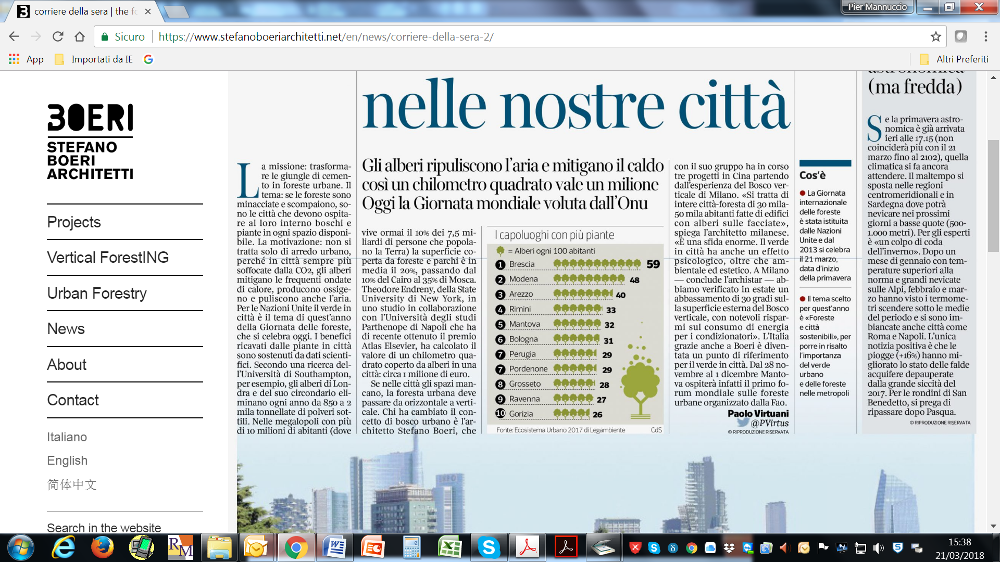 corriere della sera | the fo
Pier Mannuccio
Sicuro
https://www.stefanoboeriarchitetti.net/en/news/corriere-della-sera-2/
App
Importati da IE
Altri Preferiti
BOERI
STEFANO
BOERI
ARCHITETTI
Projects
Vertical ForestING
Urban Forestry
News
About
Contact
Italiano
English
简体中文
Search in the website
nelle nostre città
Gli alberi ripuliscono l'aria e mitigano il caldo
così un chilometro quadrato vale un milione
Oggi la Giornata mondiale voluta dall'Onu
La missione: trasforma-
re le giungle di cemen-
to in foreste urbane. Il
tema: se le foreste sono
minacciate e scompaiono, so-
no le città che devono ospita-
re al loro interno boschi e
piante in ogni spazio disponi-
bile. La motivazione: non si
tratta solo di arredo urbano,
perché in città sempre più
soffocate dalla CO2, gli alberi
mitigano le frequenti ondate
di calore, producono ossige-
no e puliscono anche l'aria.
Per le Nazioni Unite il verde in
città è il tema di quest'anno
della Giornata delle foreste,
che si celebra oggi. I benefici
ricavati dalle piante in città
sono sostenuti da dati scienti-
fici. Secondo una ricerca del-
l'Università di Southampton,
per esempio, gli alberi di Lon-
dra e del suo circondario eli-
minano ogni anno da 850 a 2
mila tonnellate di polveri sot-
tili. Nelle megalopoli con più
di 10 milioni di abitanti (dove
vive ormai il 10% dei 7,5 mi-
liardi di persone che popola-
no la Terra) la superficie co-
perta da foreste e parchi è in
media il 20%, passando dal
10% del Cairo al 35% di Mosca.
Theodore Endreny, della State
University di New York, in
uno studio in collaborazione
con l'Università degli studi
Parthenope di Napoli che ha
di recente ottenuto il premio
Atlas Elsevier, ha calcolato il
valore di un chilometro qua-
drato coperto da alberi in una
città: circa 1 milione di euro.
Se nelle città gli spazi man-
cano, la foresta urbana deve
passare da orizzontale a verti-
cale. Chi ha cambiato il con-
cetto di bosco urbano è l'ar-
chitetto Stefano Boeri, che
I capoluoghi con più piante
= Alberi ogni 100 abitanti
1 Brescia 59
2 Modena 48
3 Arezzo 40
4 Rimini 33
5 Mantova 32
6 Bologna 31
7 Perugia 29
7 Pordenone 29
8 Grosseto 28
9 Ravenna 27
10 Gorizia 26
Fonte: Ecosistema Urbano 2017 di Legambiente CdS
con il suo gruppo ha in corso
tre progetti in Cina partendo
dall'esperienza del Bosco ver-
ticale di Milano. «Si tratta di
intere città-foresta di 30 mila-
50 mila abitanti fatte di edifici
con alberi sulle facciate»,
spiega l'architetto milanese.
«È una sfida enorme. Il verde
in città ha anche un effetto
psicologico, oltre che am-
bientale ed estetico. A Milano
— conclude l'archistar — ab-
biamo verificato in estate un
abbassamento di 30 gradi sul-
la superficie esterna del Bosco
verticale, con notevoli rispar-
mi sul consumo di energia
per i condizionatori». L'Italia
grazie anche a Boeri è diven-
tata un punto di riferimento
per il verde in città. Dal 28 no-
vembre al 1 dicembre Manto-
va ospiterà infatti il primo fo-
rum mondiale sulle foreste
urbane organizzato dalla Fao.
Paolo Virtuani
@PVirtus
© RIPRODUZIONE RISERVATA
Cos'è
● La Giornata
internazionale
delle foreste
è stata istituita
dalle Nazioni
Unite e dal
2013 si celebra
il 21 marzo,
data d'inizio
della primavera
● Il tema scelto
per quest'anno
è «Foreste
e città
sostenibili», per
porre in risalto
l'importanza
del verde
urbano
e delle foreste
nelle metropoli
astronomica
(ma fredda)
Se la primavera astro-
nomica è già arrivata
ieri alle 17.15 (non
coinciderà più con il 21
marzo fino al 2102), quella
climatica si fa ancora
attendere. Il maltempo si
sposta nelle regioni
centromeridionali e in
Sardegna dove potrà
nevicare nei prossimi
giorni a basse quote (500-
1.000 metri). Per gli esperti
è «un colpo di coda
dell'inverno». Dopo un
mese di gennaio con tem-
perature superiori alla
norma e grandi nevicate
sulle Alpi, febbraio e mar-
zo hanno visto i termome-
tri scendere sotto le medie
del periodo e si sono im-
biancate anche città come
Roma e Napoli. L'unica
notizia positiva è che le
piogge (+16%) hanno mi-
gliorato lo stato delle falde
acquifere depauperate
dalla grande siccità del
2017. Per le rondini di San
Benedetto, si prega di
ripassare dopo Pasqua.
© RIPRODUZIONE RISERVATA
15:38
21/03/2018